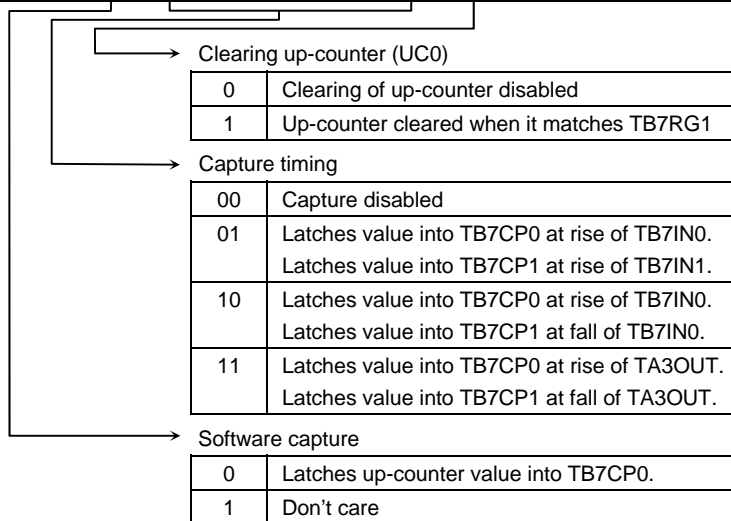 Clearing up-counter (UC0)
0 Clearing of up-counter disabled
1 Up-counter cleared when it matches TB7RG1
Capture timing
00 Capture disabled
01 Latches value into TB7CP0 at rise of TB7IN0.
Latches value into TB7CP1 at rise of TB7IN1.
10 Latches value into TB7CP0 at rise of TB7IN0.
Latches value into TB7CP1 at fall of TB7IN0.
11 Latches value into TB7CP0 at rise of TA3OUT.
Latches value into TB7CP1 at fall of TA3OUT.
Software capture
0 Latches up-counter value into TB7CP0.
1 Don't care